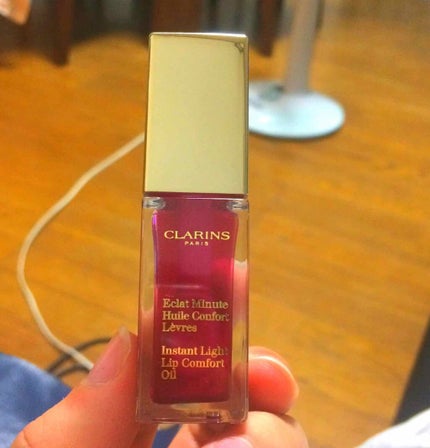 CLARINS
PARIS
Eclat Minute
Huile Confort
Lèvres
Instant Light
Lip Comfort
Oil